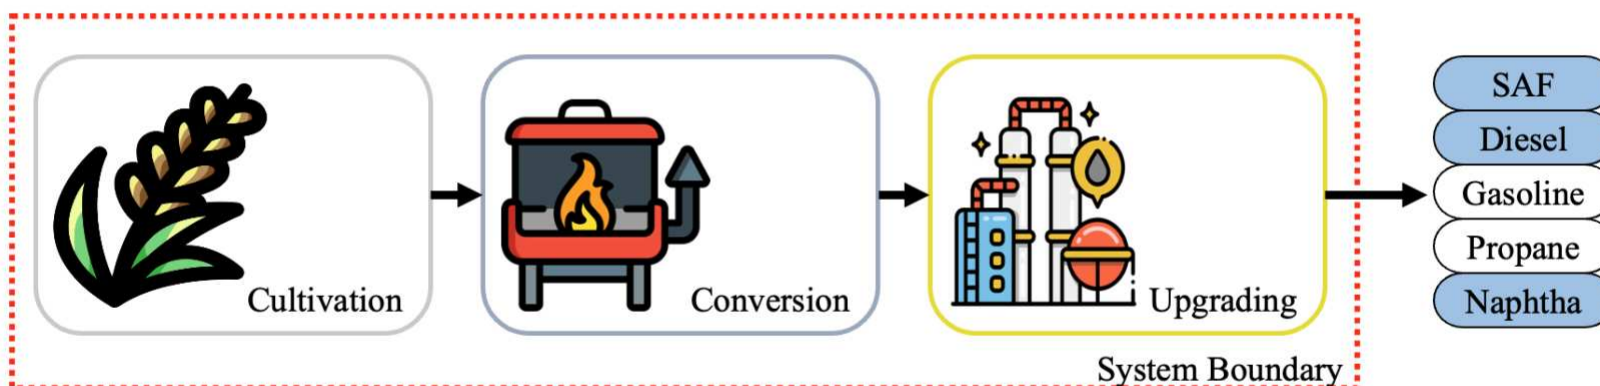 Cultivation
Conversion
Upgrading
System Boundary
SAF
Diesel
Gasoline
Propane
Naphtha